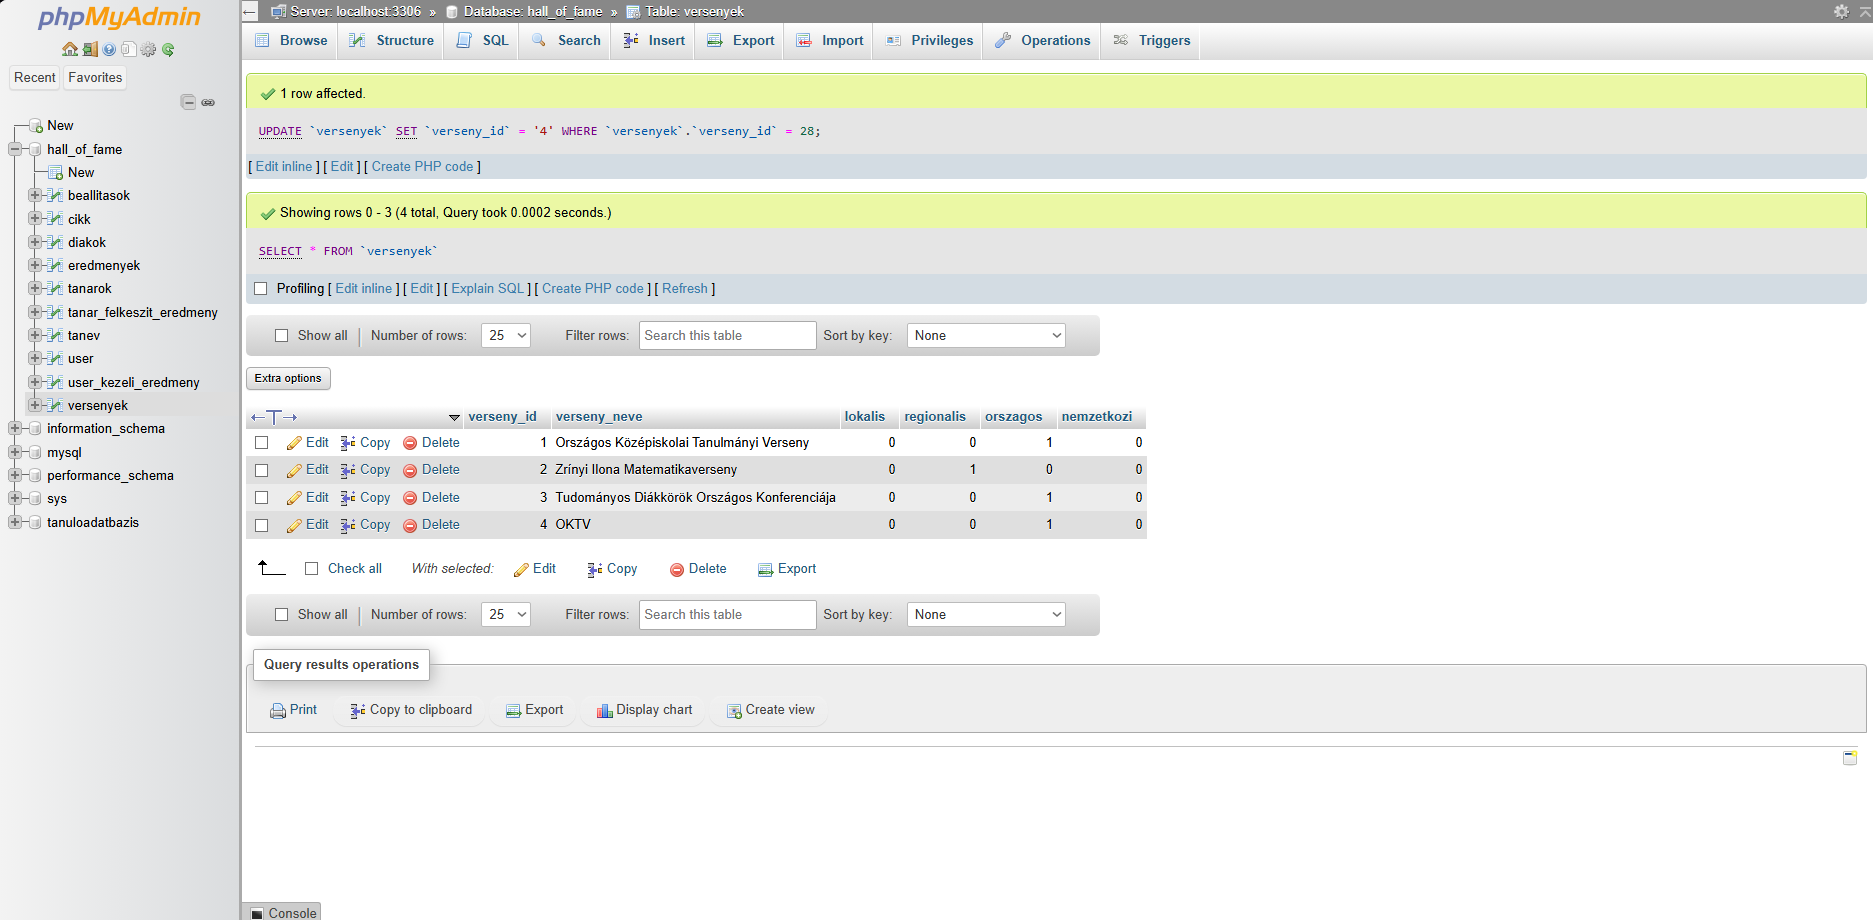 phpMyAdmin
Recent Favorites
New
hall_of_fame
New
beallitasok
cikk
diakok
eredmenyek
tanarok
tanar_felkeszit_eredmeny
tanev
user
user_kezeli_eredmeny
versenyek
information_schema
mysql
performance_schema
sys
tanuloadatbazis
Server: localhost:3306 » Database: hall_of_fame » Table: versenyek
Browse Structure SQL Search Insert Export Import Privileges Operations Triggers
1 row affected.
UPDATE `versenyek` SET `verseny_id` = '4' WHERE `versenyek`.`verseny_id` = 28;
[ Edit inline ] [ Edit ] [ Create PHP code ]
Showing rows 0 - 3 (4 total, Query took 0.0002 seconds.)
SELECT * FROM `versenyek`
Profiling [ Edit inline ] [ Edit ] [ Explain SQL ] [ Create PHP code ] [ Refresh ]
Show all Number of rows: 25 Filter rows: Search this table Sort by key: None
Extra options
verseny_id verseny_neve lokalis regionalis orszagos nemzetkozi
Edit Copy Delete 1 Országos Középiskolai Tanulmányi Verseny 0 0 1 0
Edit Copy Delete 2 Zrínyi Ilona Matematikaverseny 0 1 0 0
Edit Copy Delete 3 Tudományos Diákkörök Országos Konferenciája 0 0 1 0
Edit Copy Delete 4 OKTV 0 0 1 0
Check all With selected: Edit Copy Delete Export
Show all Number of rows: 25 Filter rows: Search this table Sort by key: None
Query results operations
Print Copy to clipboard Export Display chart Create view
Console